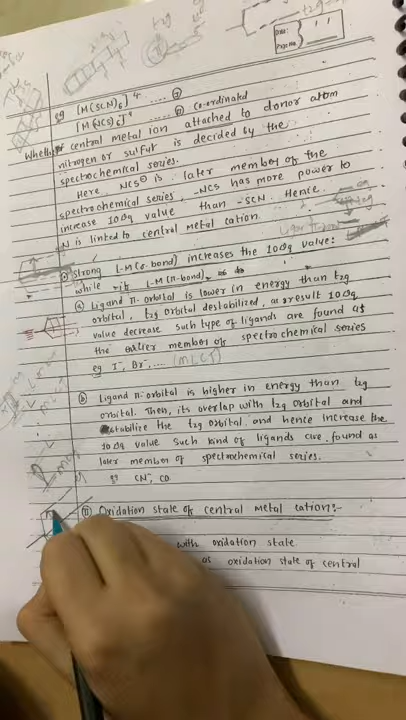 t2g
Date:
Page No:
eg [M(SCN)6]4-
[M(NCS)6]-4 Co-ordinated
Whether central metal ion attached to donor atom
nitrogen or sulfur is decided by the
spectrochemical series.
Here, NCS⊖ is later member of the
spectrochemical series, -NCS has more power to
increase 10Dq value than -SCN. Hence,
N is linked to central metal cation.
Strong L-M(σ-bond) increases the 10Dq value:
while L-M (π-bond)
(a) Ligand π-orbital is lower in energy than t2g
orbital, t2g orbital destabilized, as a result 10Dq
value decrease such type of ligands are found as
the earlier member of spectrochemical series
eg I⁻, Br⁻, ....
(b) Ligand π-orbital is higher in energy than t2g
orbital. Then, its overlap with t2g orbital and
stabilize the t2g orbital and hence increase the
10Dq value such kind of ligands are found as
later member of spectrochemical series.
eg CN⁻, CO
(ii) Oxidation state of central metal cation:-
with oxidation state
as oxidation state of central